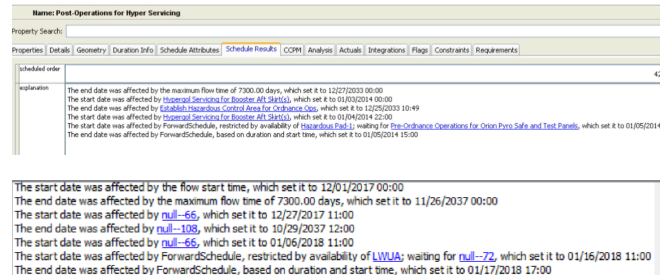 Name: Post-Operations for Hyper Servicing
Property Search:
Properties Details Geometry Duration Info Schedule Attributes Schedule Results CCPM Analysis Actuals Integrations Flags Constraints Requirements
scheduled order
42
explanation
The end date was affected by the maximum flow time of 7300.00 days, which set it to 12/27/2033 00:00
The start date was affected by Hypergol Servicing for Booster Aft Skirt(s), which set it to 01/03/2014 00:00
The end date was affected by Establish Hazardous Control Area for Ordnance Ops, which set it to 12/25/2033 10:49
The start date was affected by Hypergol Servicing for Booster Aft Skirt(s), which set it to 01/04/2014 22:00
The start date was affected by ForwardSchedule, restricted by availability of Hazardous Pad-1; waiting for Pre-Ordnance Operations for Orion Pyro Safe and Test Panels, which set it to 01/05/2014
The end date was affected by ForwardSchedule, based on duration and start time, which set it to 01/05/2014 15:00
The start date was affected by the flow start time, which set it to 12/01/2017 00:00
The end date was affected by the maximum flow time of 7300.00 days, which set it to 11/26/2037 00:00
The start date was affected by null--66, which set it to 12/27/2017 11:00
The end date was affected by null--108, which set it to 10/29/2037 12:00
The start date was affected by null--66, which set it to 01/06/2018 11:00
The start date was affected by ForwardSchedule, restricted by availability of LWUA; waiting for null--72, which set it to 01/16/2018 11:00
The end date was affected by ForwardSchedule, based on duration and start time, which set it to 01/17/2018 17:00